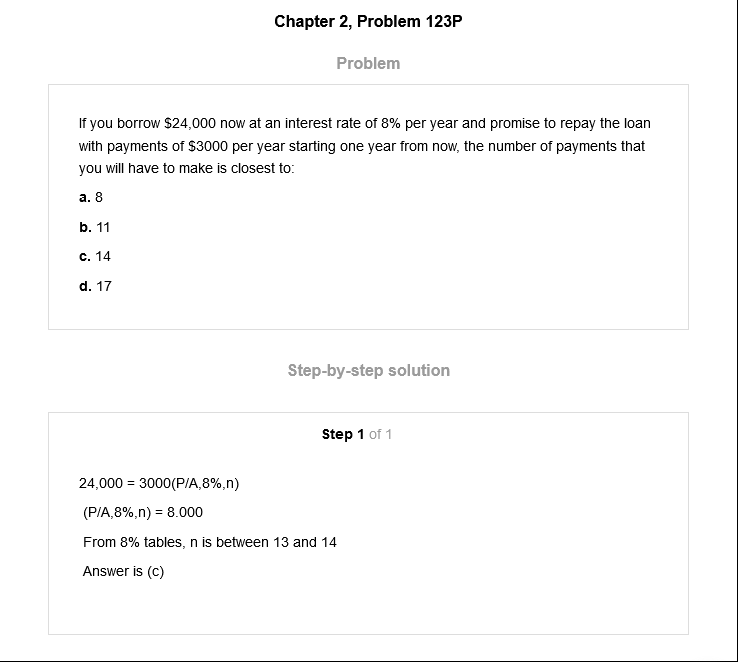 Chapter 2, Problem 123P
Problem
If you borrow $24,000 now at an interest rate of 8% per year and promise to repay the loan
with payments of $3000 per year starting one year from now, the number of payments that
you will have to make is closest to:
a. 8
b. 11
c. 14
d. 17
Step-by-step solution
Step 1 of 1
24,000 = 3000(P/A,8%,n)
(P/A,8%,n) = 8.000
From 8% tables, n is between 13 and 14
Answer is (c)